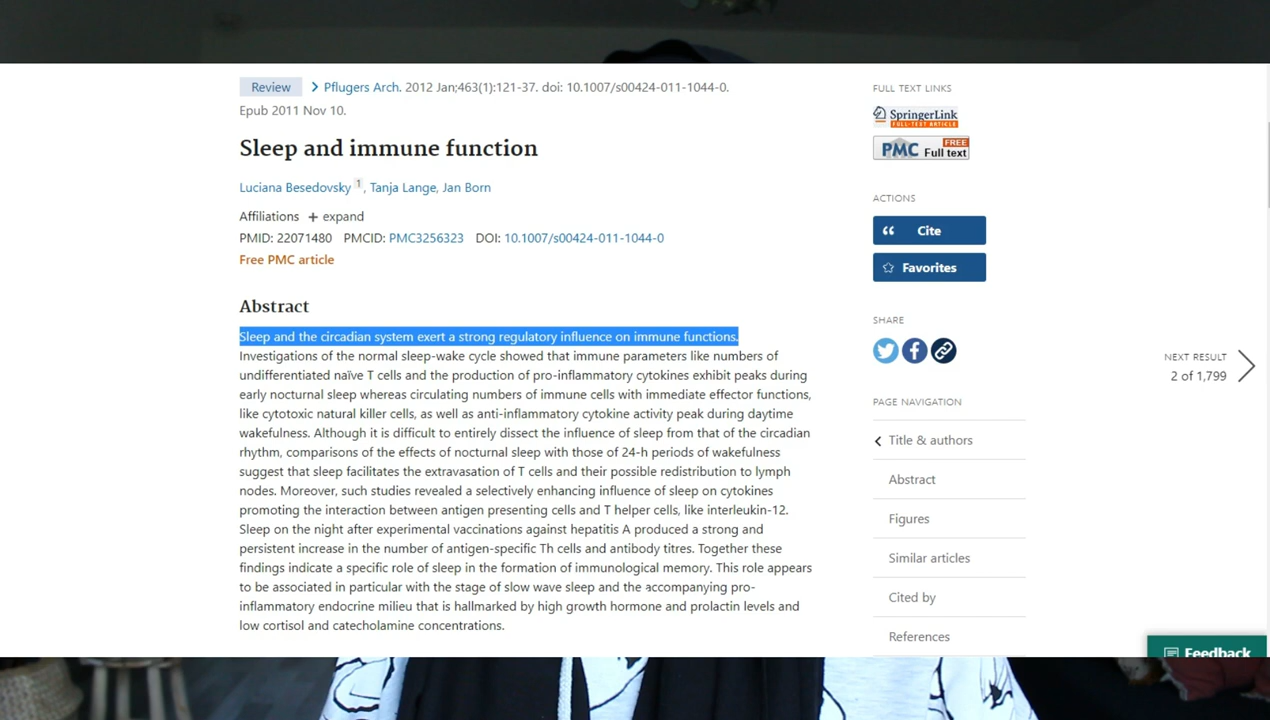 Review
Pflugers Arch. 2012 Jan;463(1):121-37. doi: 10.1007/s00424-011-1044-0.
Epub 2011 Nov 10.
Sleep and immune function
Luciana Besedovsky 1, Tanja Lange, Jan Born
Affiliations + expand
PMID: 22071480 PMCID: PMC3256323 DOI: 10.1007/s00424-011-1044-0
Free PMC article
Abstract
Sleep and the circadian system exert a strong regulatory influence on immune functions.
Investigations of the normal sleep-wake cycle showed that immune parameters like numbers of
undifferentiated naïve T cells and the production of pro-inflammatory cytokines exhibit peaks during
early nocturnal sleep whereas circulating numbers of immune cells with immediate effector functions,
like cytotoxic natural killer cells, as well as anti-inflammatory cytokine activity peak during daytime
wakefulness. Although it is difficult to entirely dissect the influence of sleep from that of the circadian
rhythm, comparisons of the effects of nocturnal sleep with those of 24-h periods of wakefulness
suggest that sleep facilitates the extravasation of T cells and their possible redistribution to lymph
nodes. Moreover, such studies revealed a selectively enhancing influence of sleep on cytokines
promoting the interaction between antigen presenting cells and T helper cells, like interleukin-12.
Sleep on the night after experimental vaccinations against hepatitis A produced a strong and
persistent increase in the number of antigen-specific Th cells and antibody titres. Together these
findings indicate a specific role of sleep in the formation of immunological memory. This role appears
to be associated in particular with the stage of slow wave sleep and the accompanying pro-
inflammatory endocrine milieu that is hallmarked by high growth hormone and prolactin levels and
low cortisol and catecholamine concentrations.
FULL TEXT LINKS
SpringerLink
FULL-TEXT ARTICLE
PMC FREE Full text
ACTIONS
Cite
Favorites
SHARE
PAGE NAVIGATION
Title & authors
Abstract
Figures
Similar articles
Cited by
References
NEXT RESULT
2 of 1,799
Feedback